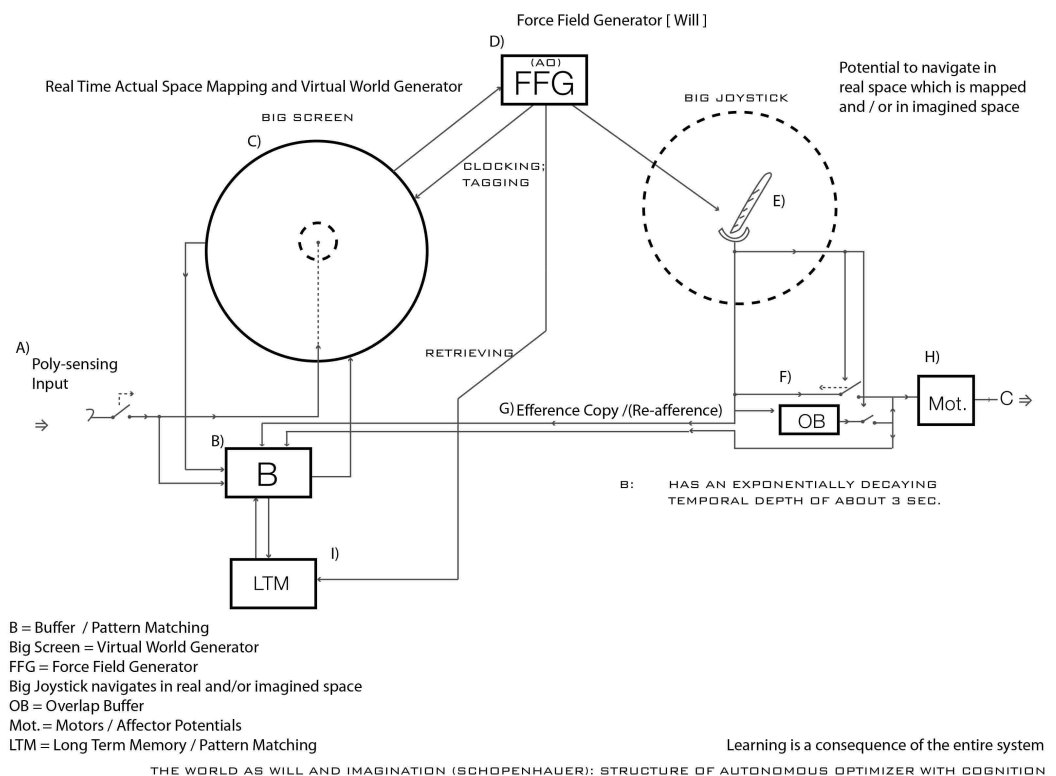 Force Field Generator [ Will ]
D)
(AO)
FFG
Real Time Actual Space Mapping and Virtual World Generator
BIG SCREEN
C)
CLOCKING;
TAGGING
BIG JOYSTICK
E)
Potential to navigate in
real space which is mapped
and / or in imagined space
A)
Poly-sensing
Input
⇒
RETRIEVING
F)
H)
Mot.
C ⇒
G) Efference Copy /(Re-afference)
OB
B)
B
B: HAS AN EXPONENTIALLY DECAYING
TEMPORAL DEPTH OF ABOUT 3 SEC.
I)
LTM
B = Buffer / Pattern Matching
Big Screen = Virtual World Generator
FFG = Force Field Generator
Big Joystick navigates in real and/or imagined space
OB = Overlap Buffer
Mot. = Motors / Affector Potentials
LTM = Long Term Memory / Pattern Matching
Learning is a consequence of the entire system
THE WORLD AS WILL AND IMAGINATION (SCHOPENHAUER): STRUCTURE OF AUTONOMOUS OPTIMIZER WITH COGNITION